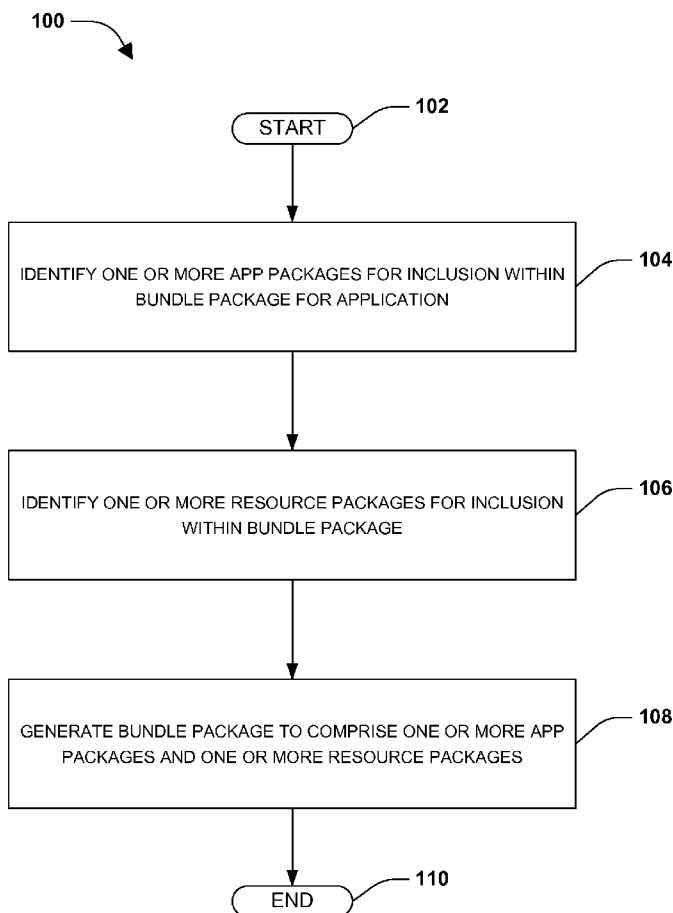 100
START
102
IDENTIFY ONE OR MORE APP PACKAGES FOR INCLUSION WITHIN
BUNDLE PACKAGE FOR APPLICATION
104
IDENTIFY ONE OR MORE RESOURCE PACKAGES FOR INCLUSION
WITHIN BUNDLE PACKAGE
106
GENERATE BUNDLE PACKAGE TO COMPRISE ONE OR MORE APP
PACKAGES AND ONE OR MORE RESOURCE PACKAGES
108
END
110